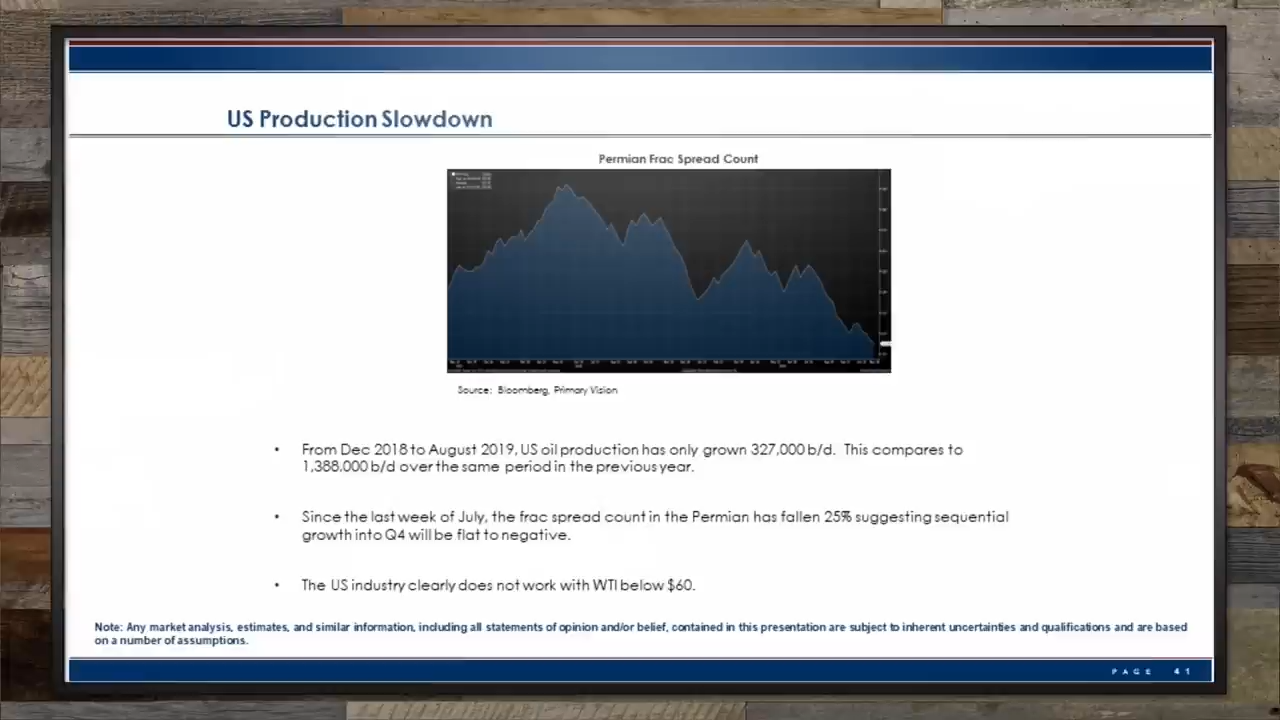 US Production Slowdown
Permian Frac Spread Count
Source: Bloomberg, Primary Vision
• From Dec 2018 to August 2019, US oil production has only grown 327,000 b/d. This compares to
1,388,000 b/d over the same period in the previous year.
• Since the last week of July, the frac spread count in the Permian has fallen 25% suggesting sequential
growth into Q4 will be flat to negative.
• The US industry clearly does not work with WTI below $60.
Note: Any market analysis, estimates, and similar information, including all statements of opinion and/or belief, contained in this presentation are subject to inherent uncertainties and qualifications and are based
on a number of assumptions.
PAGE 41